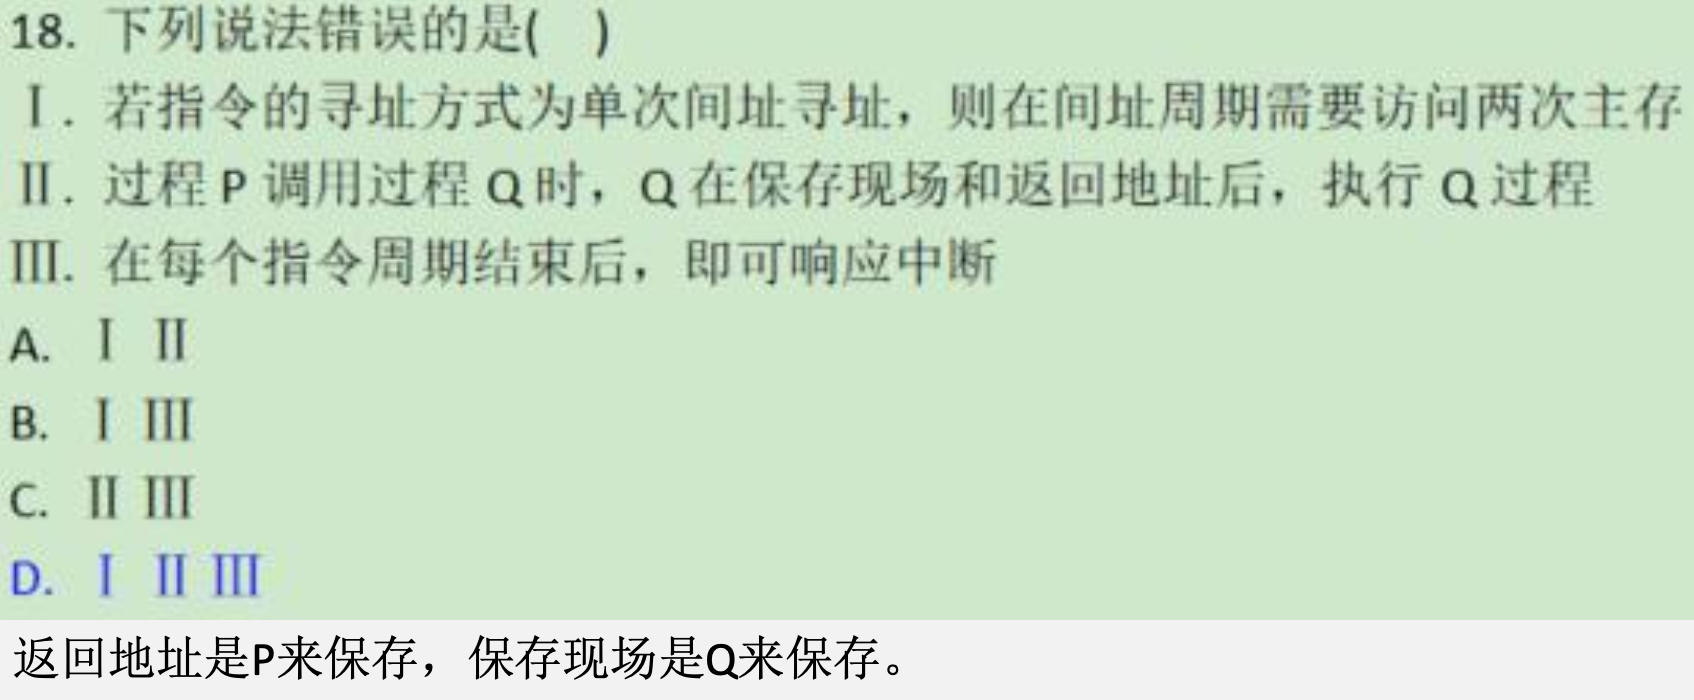 18. 下列说法错误的是(  )
Ⅰ. 若指令的寻址方式为单次间址寻址，则在间址周期需要访问两次主存
Ⅱ. 过程 P 调用过程 Q 时，Q 在保存现场和返回地址后，执行 Q 过程
Ⅲ. 在每个指令周期结束后，即可响应中断
A. Ⅰ Ⅱ
B. Ⅰ Ⅲ
C. Ⅱ Ⅲ
D. Ⅰ Ⅱ Ⅲ
返回地址是P来保存，保存现场是Q来保存。